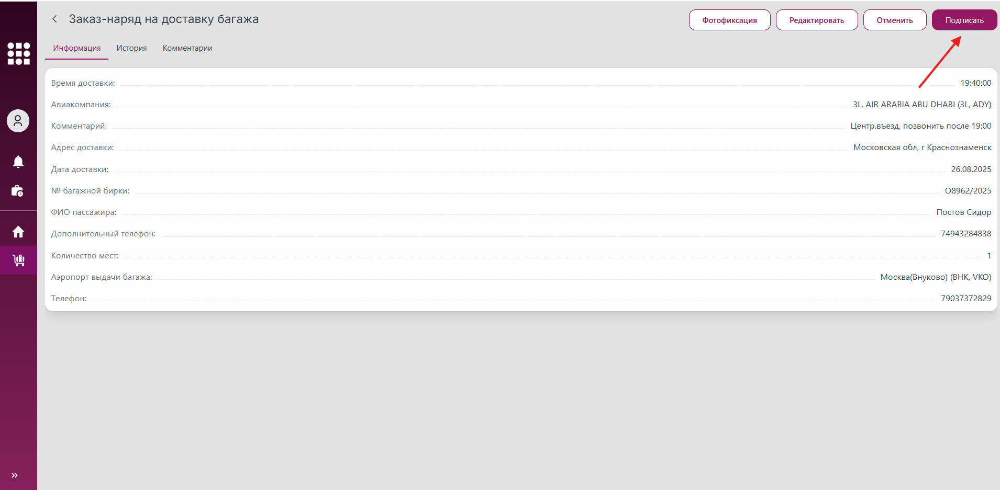 Заказ-наряд на доставку багажа
Фотофиксация
Редактировать
Отменить
Подписать
Информация
История
Комментарии
Время доставки: 19:40:00
Авиакомпания: 3L, AIR ARABIA ABU DHABI (3L, ADY)
Комментарий: Центр.въезд, позвонить после 19:00
Адрес доставки: Московская обл, г Краснознаменск
Дата доставки: 26.08.2025
№ багажной бирки: О8962/2025
ФИО пассажира: Постов Сидор
Дополнительный телефон: 74943284838
Количество мест: 1
Аэропорт выдачи багажа: Москва(Внуково) (ВНК, VKO)
Телефон: 79037372829